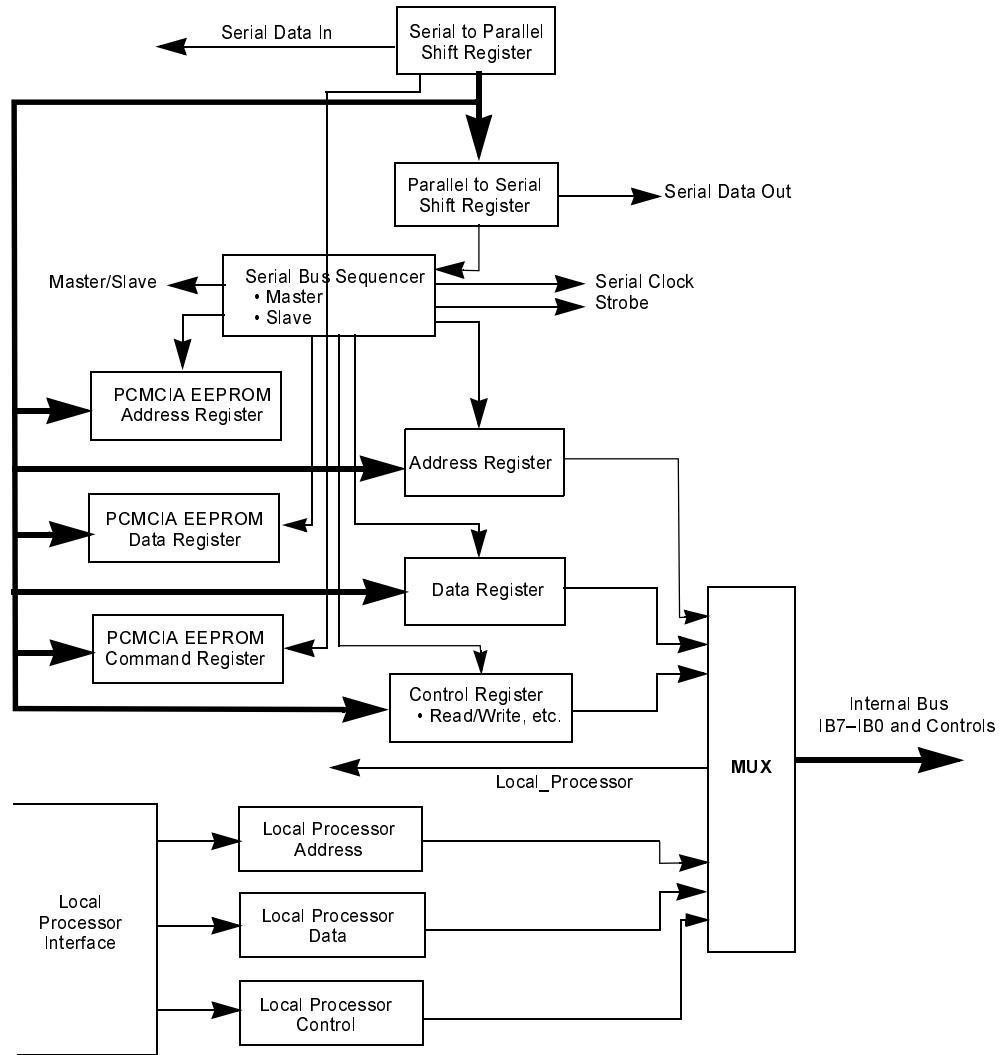 Serial Data In
Serial to Parallel
Shift Register
Parallel to Serial
Shift Register
Serial Data Out
Master/Slave
Serial Bus Sequencer
• Master
• Slave
Serial Clock
Strobe
PCMCIA EEPROM
Address Register
Address Register
PCMCIA EEPROM
Data Register
Data Register
PCMCIA EEPROM
Command Register
Control Register
• Read/Write, etc.
Internal Bus
IB7–IB0 and Controls
MUX
Local_Processor
Local Processor
Address
Local
Processor
Interface
Local Processor
Data
Local Processor
Control